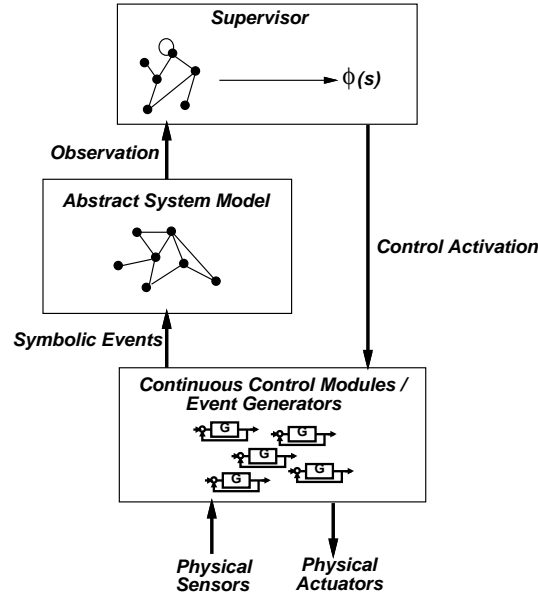 Supervisor
ϕ(s)
Observation
Abstract System Model
Control Activation
Symbolic Events
Continuous Control Modules /
Event Generators
G
G
G
G
G
Physical
Sensors
Physical
Actuators